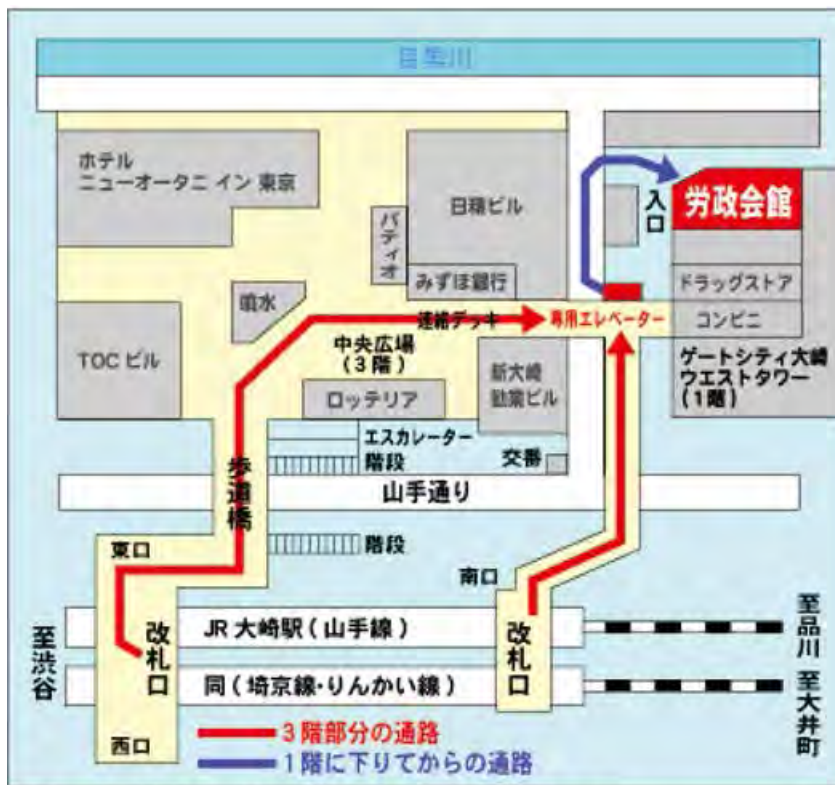 目黒川
ホテル
ニューオータニ イン 東京
日精ビル
パティオ
みずほ銀行
入口
労政会館
ドラッグストア
コンビニ
噴水
連絡デッキ
専用エレベーター
TOC ビル
中央広場
(3階)
ロッテリア
新大崎
勧業ビル
ゲートシティ大崎
ウエストタワー
(1階)
エスカレーター
階段
交番
歩道橋
山手通り
東口
階段
南口
至渋谷
改札口
JR 大崎駅(山手線)
改札口
至品川
同(埼京線・りんかい線)
至大井町
西口
3階部分の通路
1階に下りてからの通路